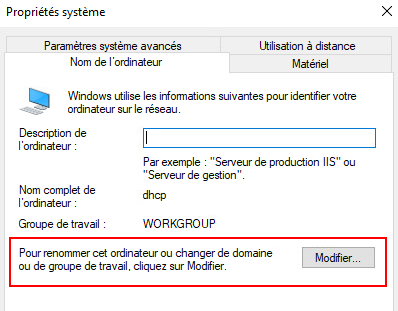 Propriétés système
Paramètres système avancés
Utilisation à distance
Nom de l'ordinateur
Matériel
Windows utilise les informations suivantes pour identifier votre
ordinateur sur le réseau.
Description de
l'ordinateur :
Par exemple : "Serveur de production IIS" ou
"Serveur de gestion".
Nom complet de
l'ordinateur :
dhcp
Groupe de travail :
WORKGROUP
Pour renommer cet ordinateur ou changer de domaine
ou de groupe de travail, cliquez sur Modifier.
Modifier...